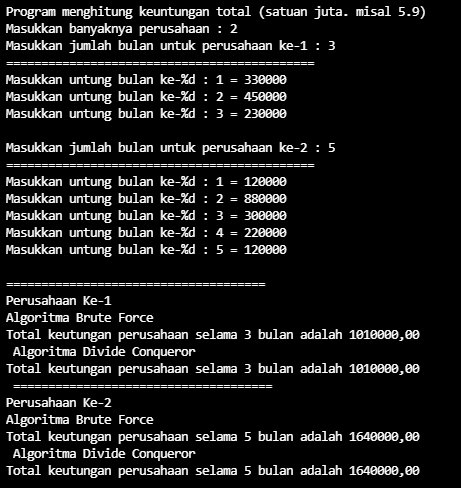 Program menghitung keuntungan total (satuan juta. misal 5.9)
Masukkan banyaknya perusahaan : 2
Masukkan jumlah bulan untuk perusahaan ke-1 : 3
============================================
Masukkan untung bulan ke-%d : 1 = 330000
Masukkan untung bulan ke-%d : 2 = 450000
Masukkan untung bulan ke-%d : 3 = 230000

Masukkan jumlah bulan untuk perusahaan ke-2 : 5
============================================
Masukkan untung bulan ke-%d : 1 = 120000
Masukkan untung bulan ke-%d : 2 = 880000
Masukkan untung bulan ke-%d : 3 = 300000
Masukkan untung bulan ke-%d : 4 = 220000
Masukkan untung bulan ke-%d : 5 = 120000

=====================================
Perusahaan Ke-1
Algoritma Brute Force
Total keutungan perusahaan selama 3 bulan adalah 1010000,00
 Algoritma Divide Conqueror
Total keutungan perusahaan selama 3 bulan adalah 1010000,00
 =====================================
Perusahaan Ke-2
Algoritma Brute Force
Total keutungan perusahaan selama 5 bulan adalah 1640000,00
 Algoritma Divide Conqueror
Total keutungan perusahaan selama 5 bulan adalah 1640000,00